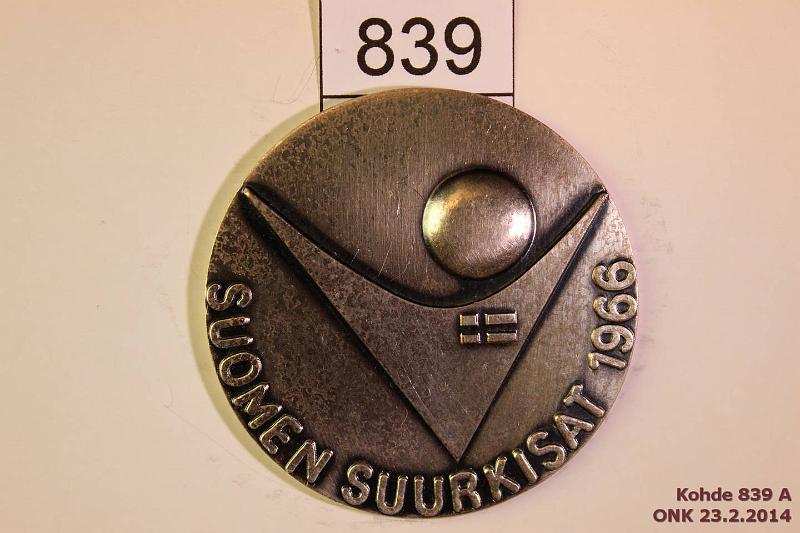 839
SUOMEN SUURKISAT 1966
Kohde 839 A
ONK 23.2.2014